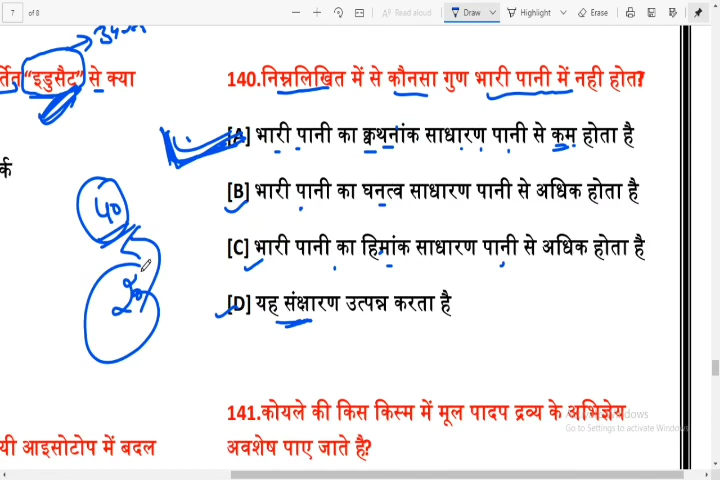 7 of 8
Read aloud
Draw
Highlight
Erase
र्तित "इडुसैट" से क्या
र्क
140.निम्नलिखित में से कौनसा गुण भारी पानी में नही होत?
[A] भारी पानी का क्वथनांक साधारण पानी से कम होता है
[B] भारी पानी का घनत्व साधारण पानी से अधिक होता है
[C] भारी पानी का हिमांक साधारण पानी से अधिक होता है
[D] यह संक्षारण उत्पन्न करता है
141.कोयले की किस किस्म में मूल पादप द्रव्य के अभिज्ञेय
अवशेष पाए जाते है?
यी आइसोटोप में बदल
Go to Settings to activate Windows.